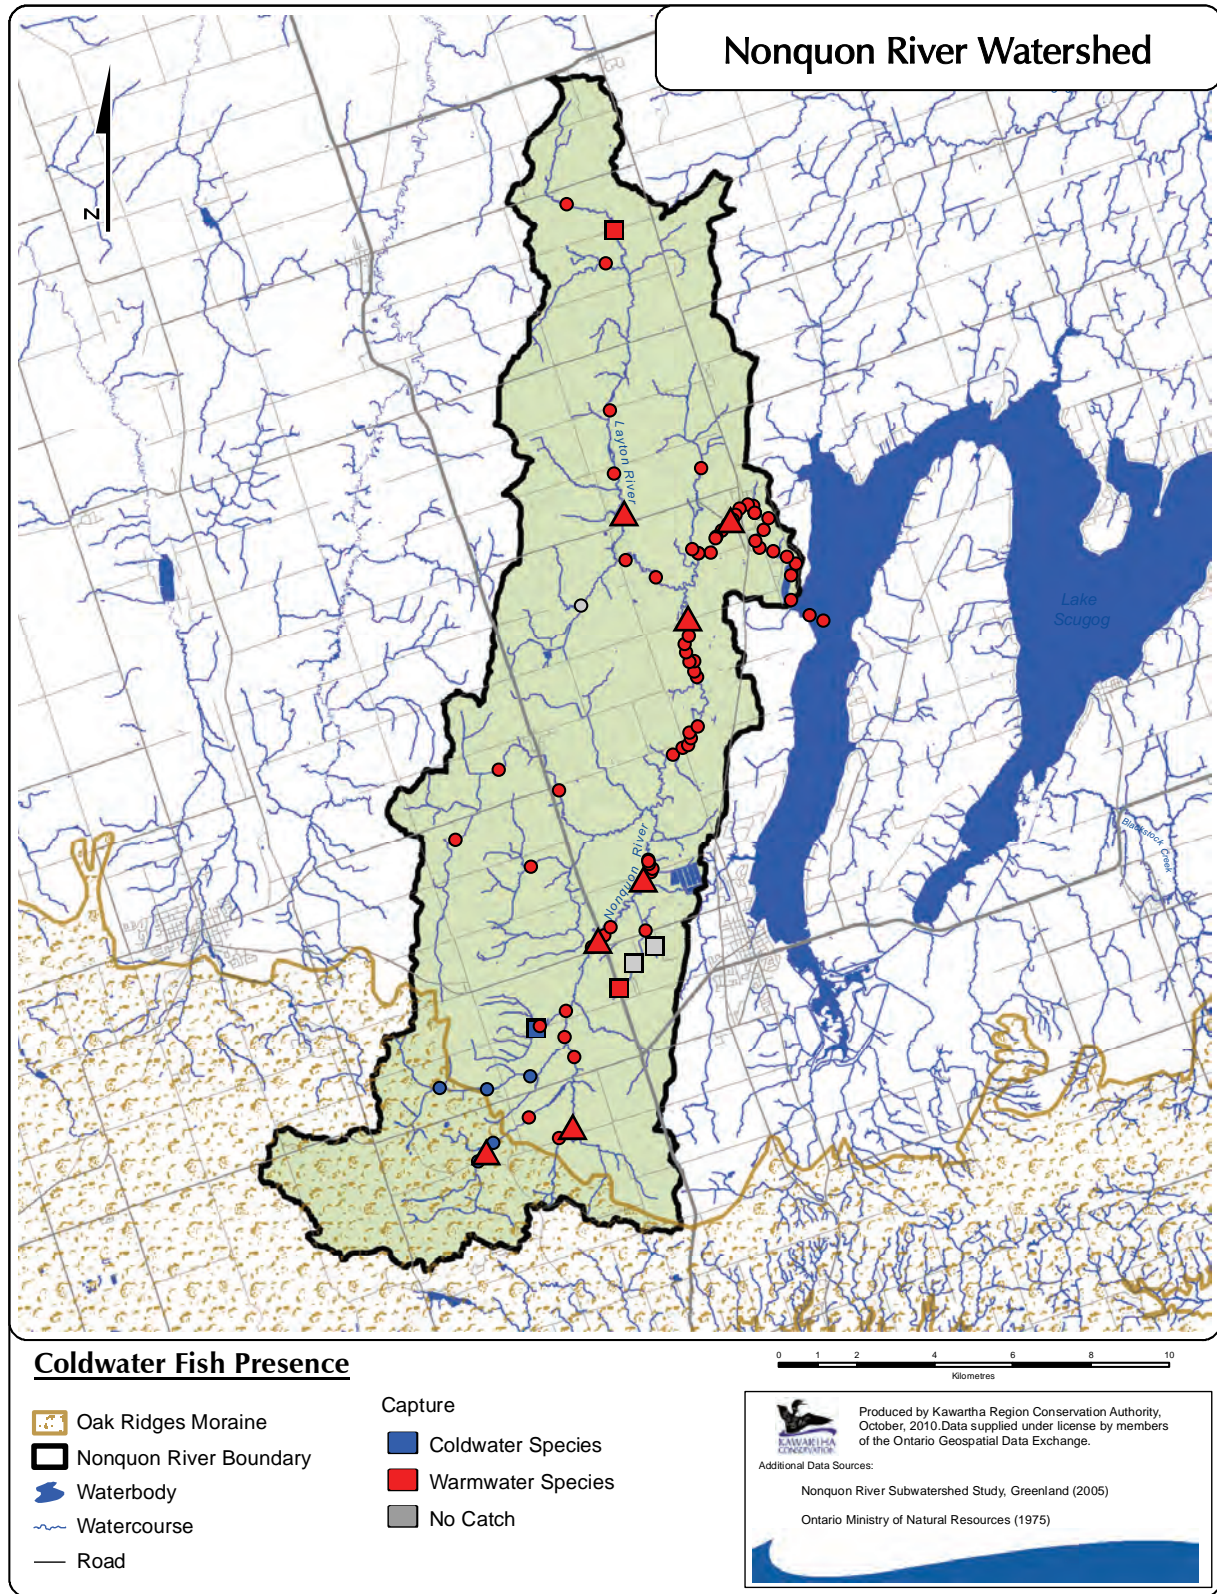 Nonquon River Watershed
N
Layton River
Lake
Scugog
Nonquon River
Blackstock Creek
Coldwater Fish Presence
Oak Ridges Moraine
Nonquon River Boundary
Waterbody
Watercourse
Road
Capture
Coldwater Species
Warmwater Species
No Catch
0 1 2 4 6 8 10
Kilometres
KAWARTHA
CONSERVATION
Produced by Kawartha Region Conservation Authority,
October, 2010.Data supplied under license by members
of the Ontario Geospatial Data Exchange.
Additional Data Sources:
Nonquon River Subwatershed Study, Greenland (2005)
Ontario Ministry of Natural Resources (1975)